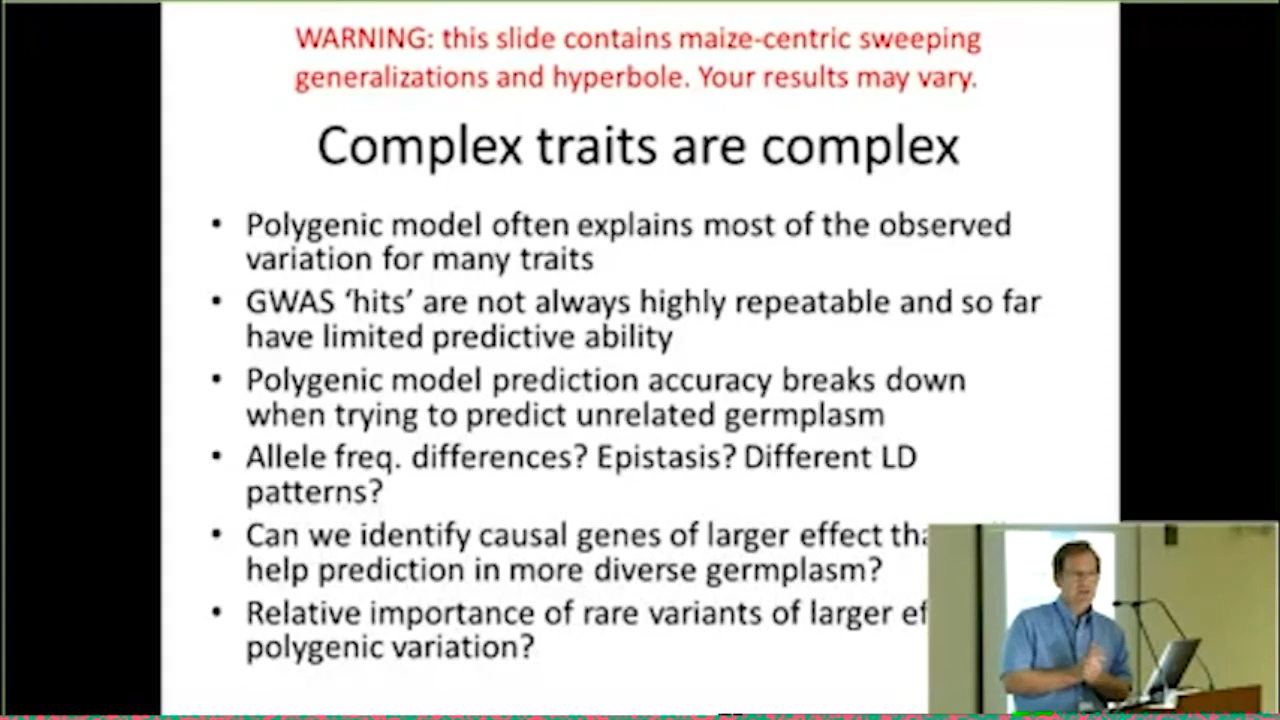 WARNING: this slide contains maize-centric sweeping
generalizations and hyperbole. Your results may vary.
Complex traits are complex
• Polygenic model often explains most of the observed
variation for many traits
• GWAS ‘hits’ are not always highly repeatable and so far
have limited predictive ability
• Polygenic model prediction accuracy breaks down
when trying to predict unrelated germplasm
• Allele freq. differences? Epistasis? Different LD
patterns?
• Can we identify causal genes of larger effect
help prediction in more diverse germplasm?
• Relative importance of rare variants of larger
polygenic variation?